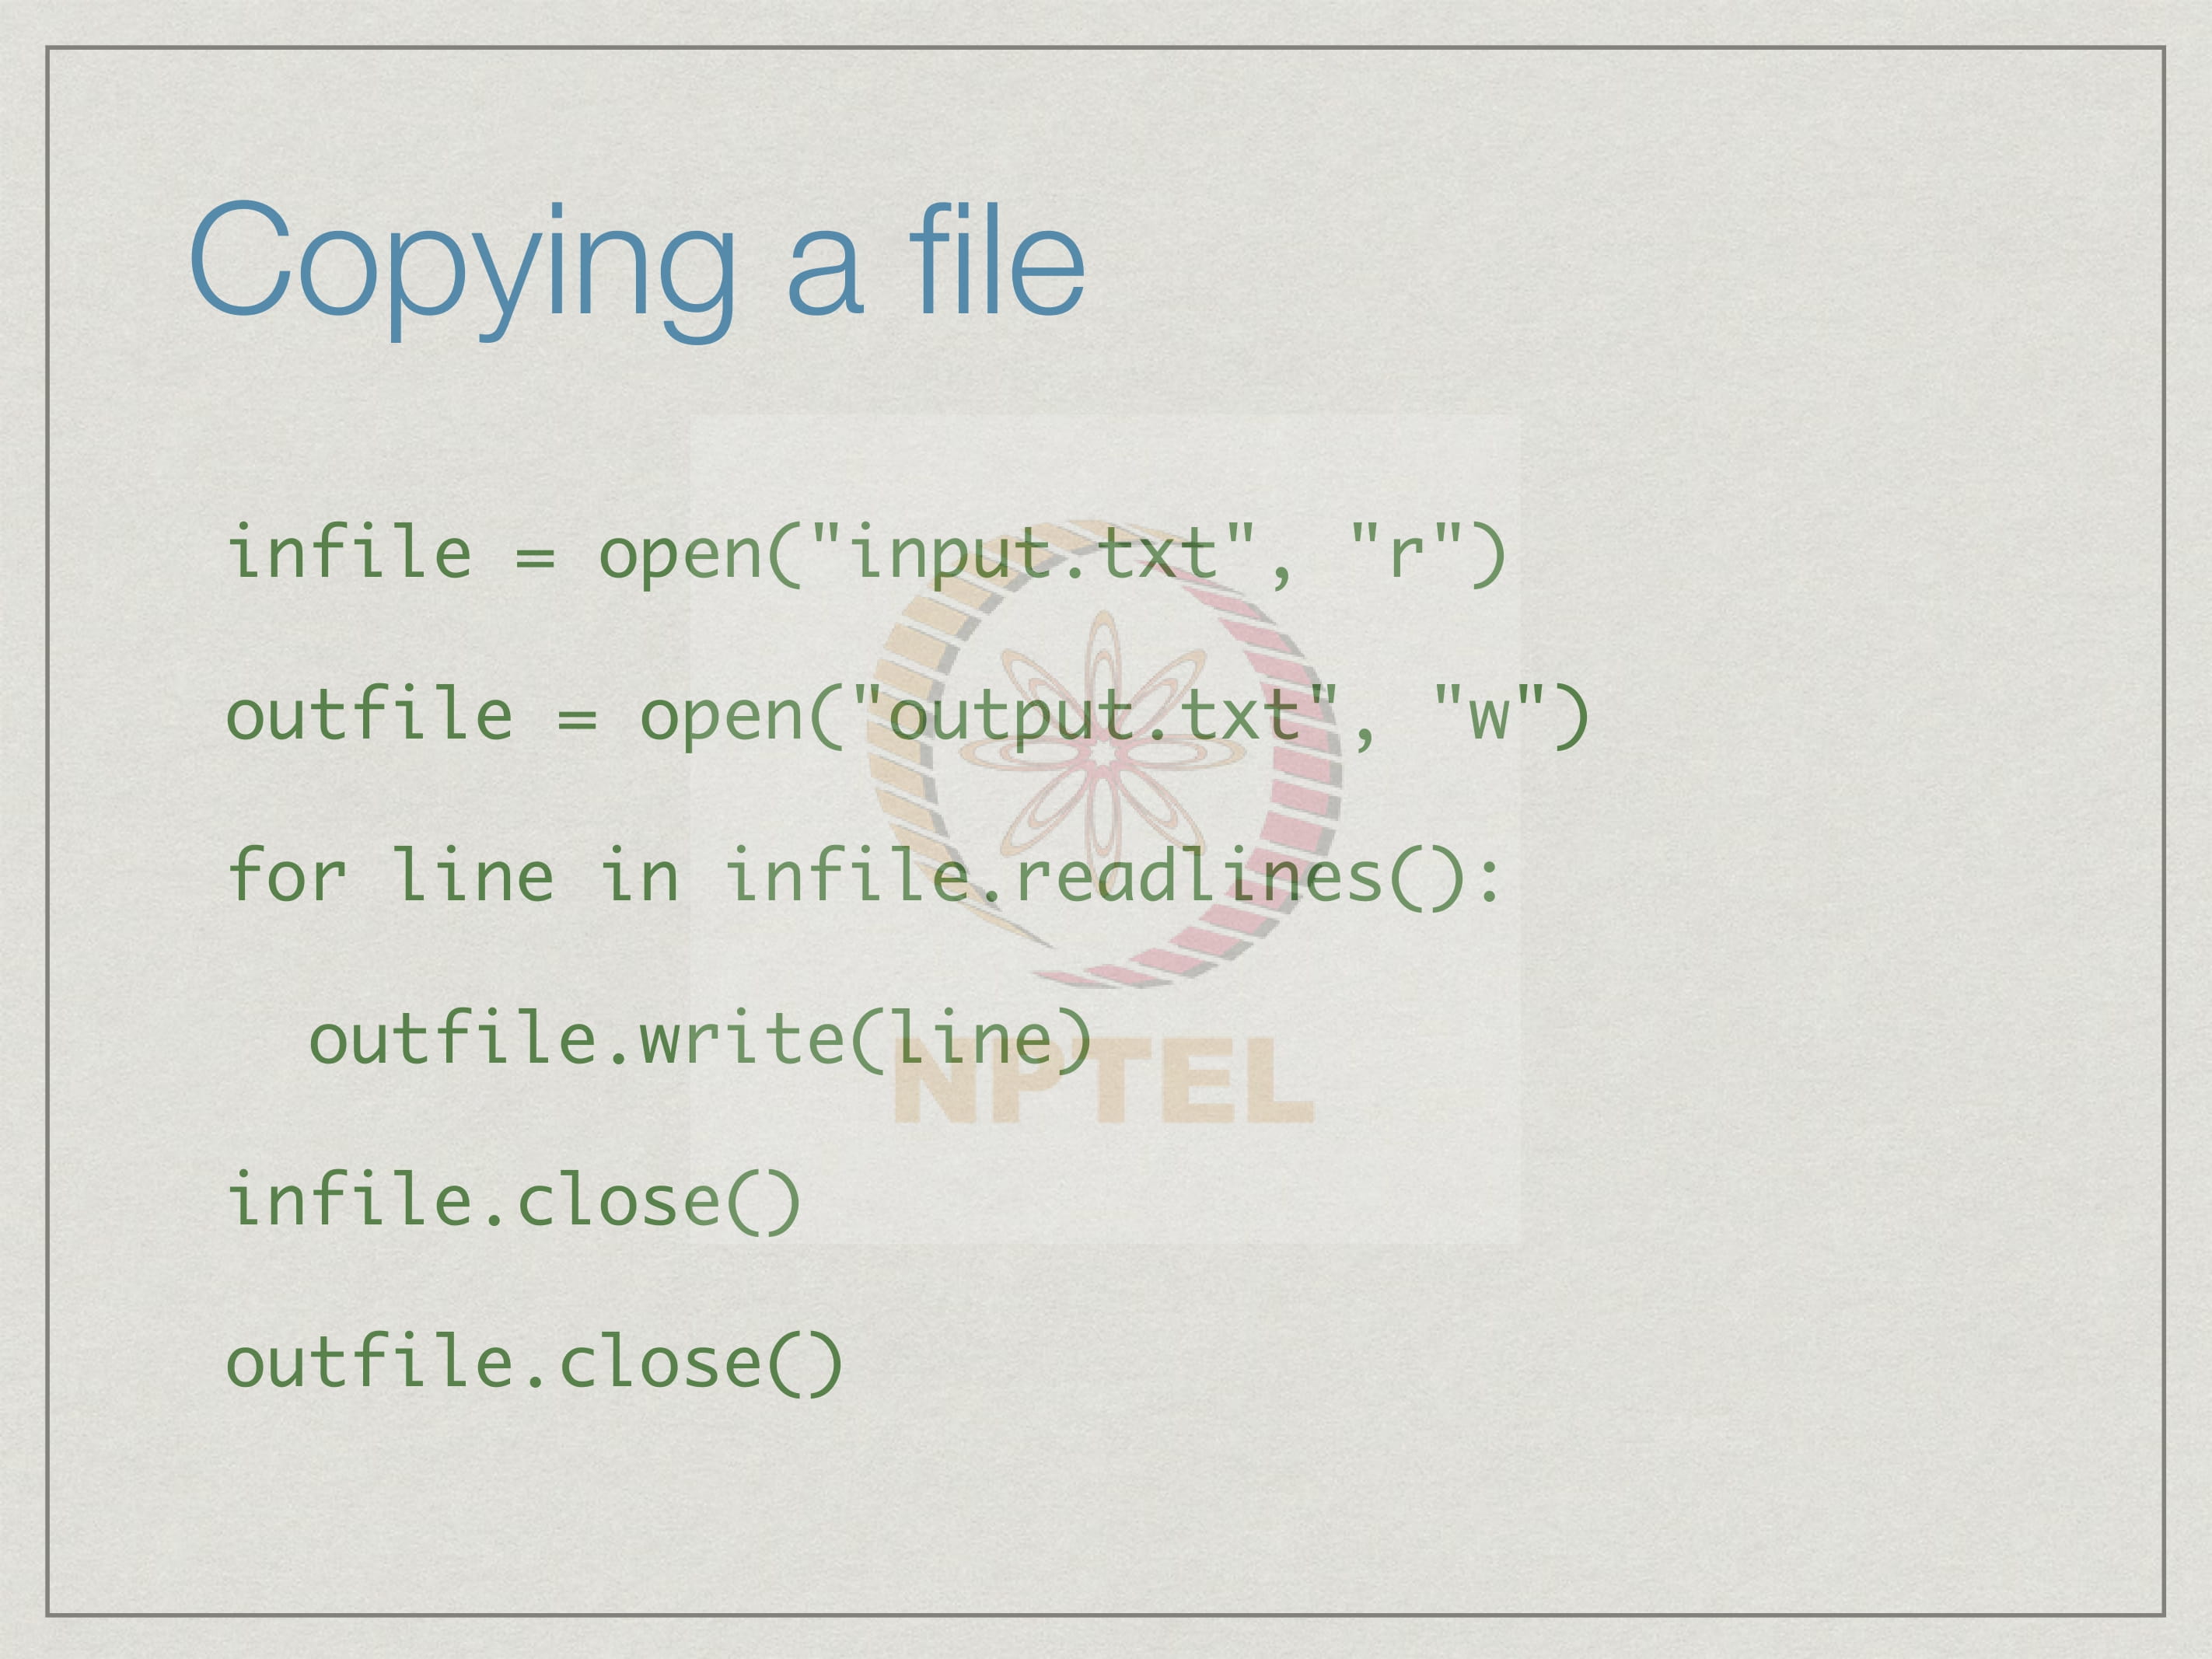 Copying a file
infile = open("input.txt", "r")
outfile = open("output.txt", "w")
for line in infile.readlines():
  outfile.write(line)
NPTEL
infile.close()
outfile.close()